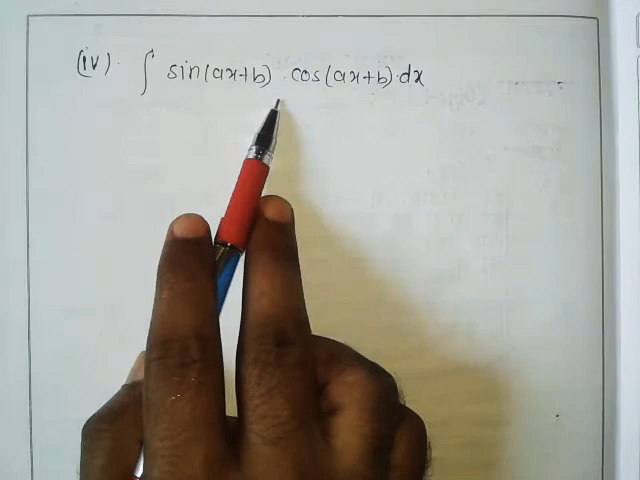 (iv). ∫ sin(ax+b) · cos(ax+b)·dx